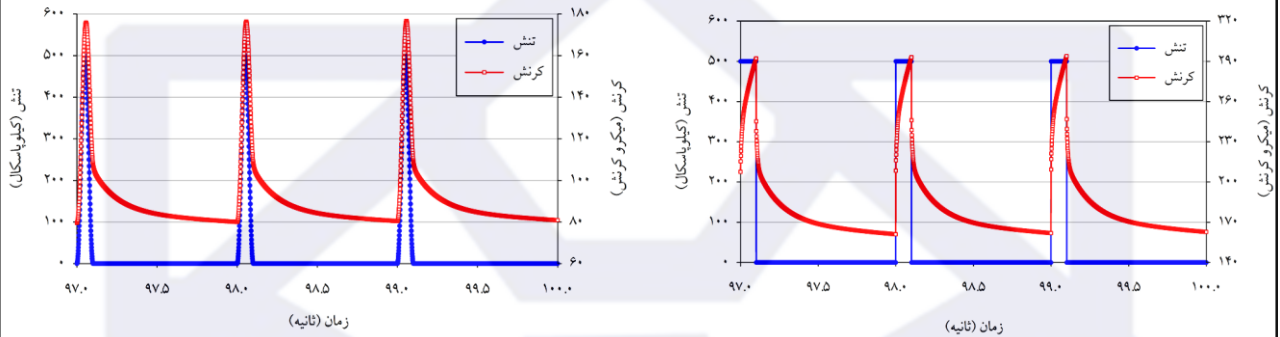 ۶۰۰
۵۰۰
۴۰۰
۳۰۰
۲۰۰
۱۰۰
۰
تنش (کیلوپاسکال)
۱۸۰
۱۶۰
۱۴۰
۱۲۰
۱۰۰
۸۰
۶۰
کرنش (میکرو کرنش)
تنش
کرنش
۹۷.۰ ۹۷.۵ ۹۸.۰ ۹۸.۵ ۹۹.۰ ۹۹.۵ ۱۰۰.۰
زمان (ثانیه)
۶۰۰
۵۰۰
۴۰۰
۳۰۰
۲۰۰
۱۰۰
۰
تنش (کیلوپاسکال)
۳۲۰
۲۹۰
۲۶۰
۲۳۰
۲۰۰
۱۷۰
۱۴۰
کرنش (میکرو کرنش)
تنش
کرنش
۹۷.۰ ۹۷.۵ ۹۸.۰ ۹۸.۵ ۹۹.۰ ۹۹.۵ ۱۰۰.۰
زمان (ثانیه)